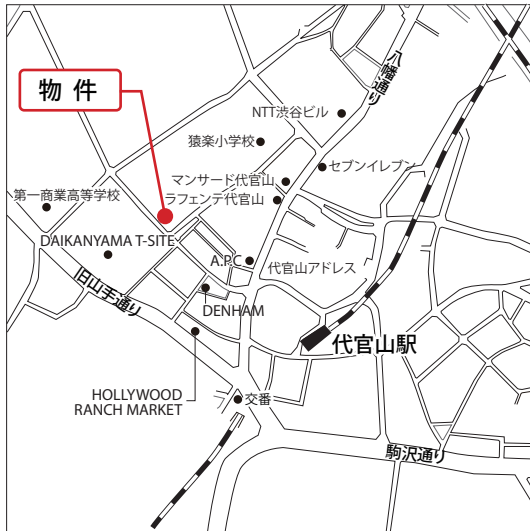 八幡通り
物件
NTT渋谷ビル
猿楽小学校
セブンイレブン
マンサード代官山
ラフェンテ代官山
第一商業高等学校
DAIKANYAMA T-SITE
A.P.C
代官山アドレス
旧山手通り
DENHAM
代官山駅
HOLLYWOOD
RANCH MARKET
交番
駒沢通り